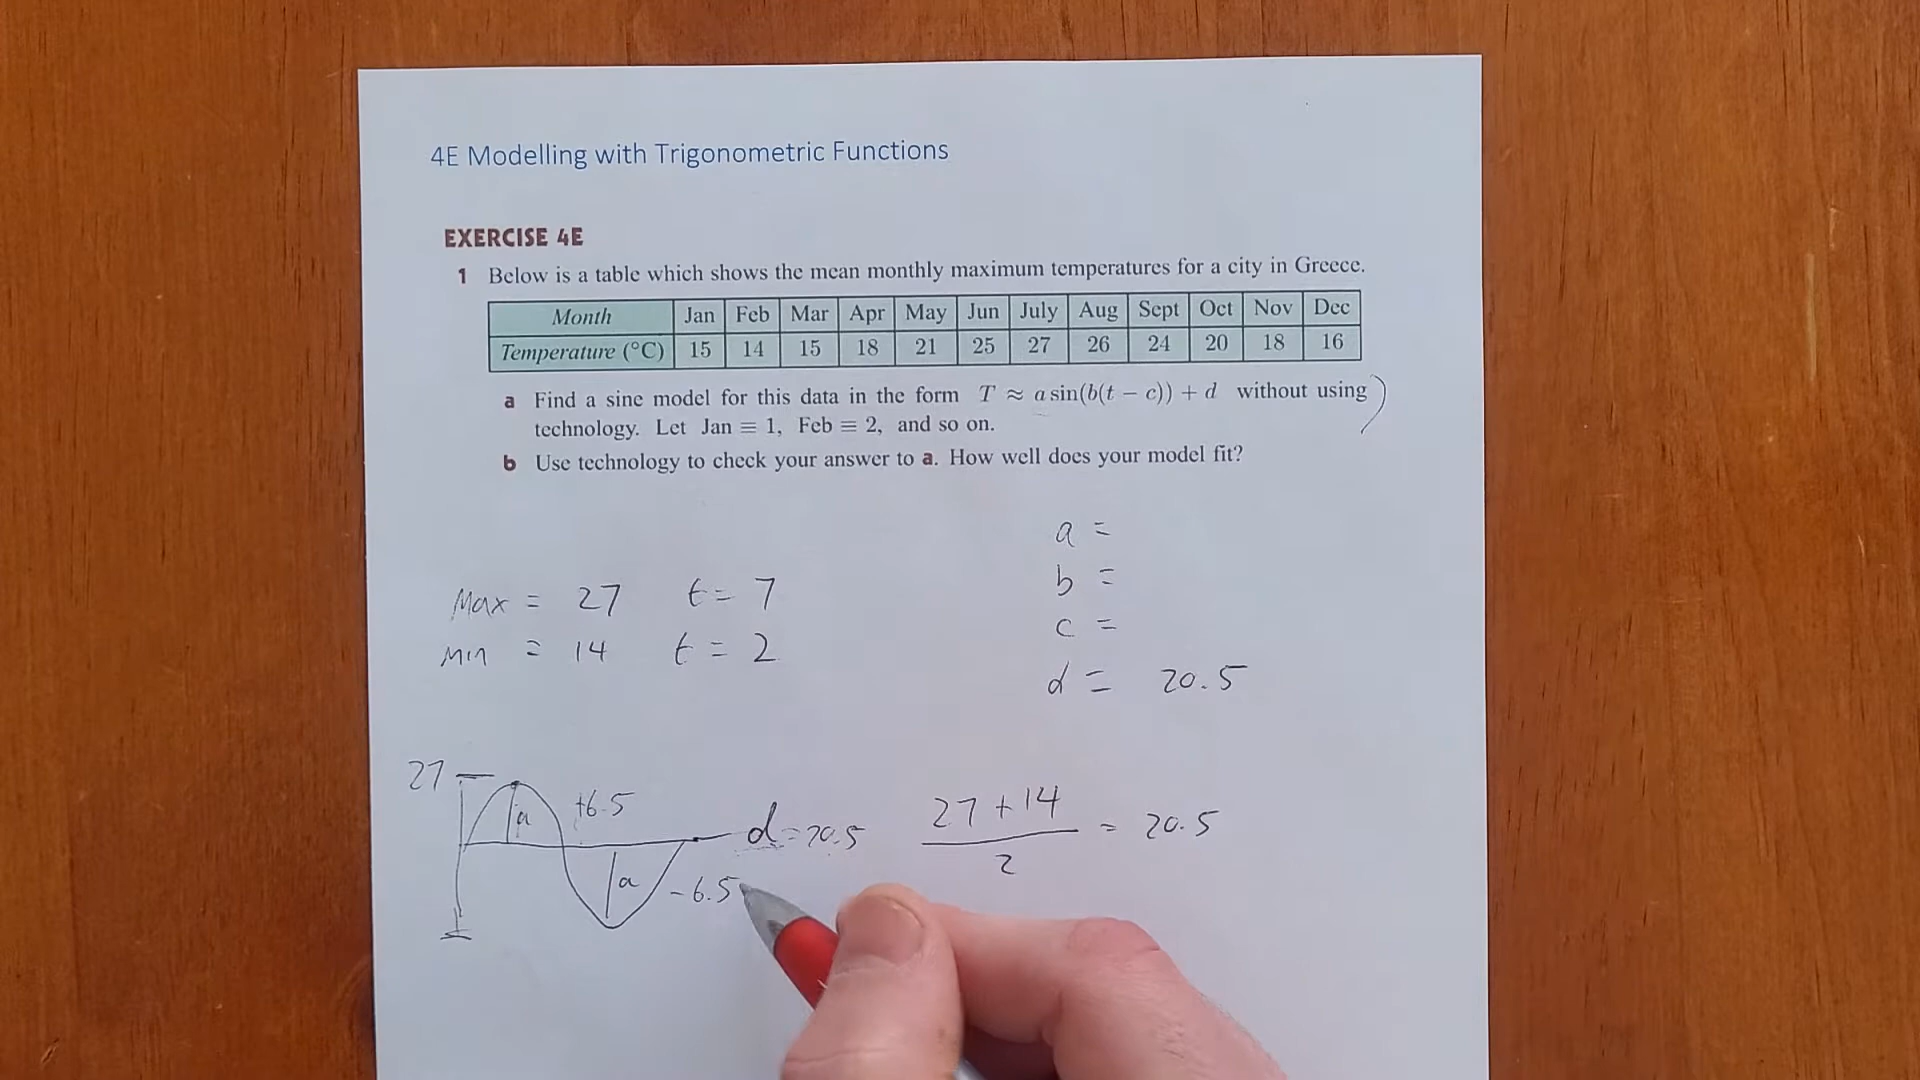 4E Modelling with Trigonometric Functions
EXERCISE 4E
1 Below is a table which shows the mean monthly maximum temperatures for a city in Greece.
Month Jan Feb Mar Apr May Jun July Aug Sept Oct Nov Dec
Temperature (°C) 15 14 15 18 21 25 27 26 24 20 18 16
a Find a sine model for this data in the form T ≈ a sin(b(t − c)) + d without using
technology. Let Jan ≡ 1, Feb ≡ 2, and so on.
b Use technology to check your answer to a. How well does your model fit?
a =
b =
Max = 27 t = 7
c =
Min = 14 t = 2
d = 20.5
27
a +6.5 d = 20.5
27 + 14 = 20.5
2
a -6.5